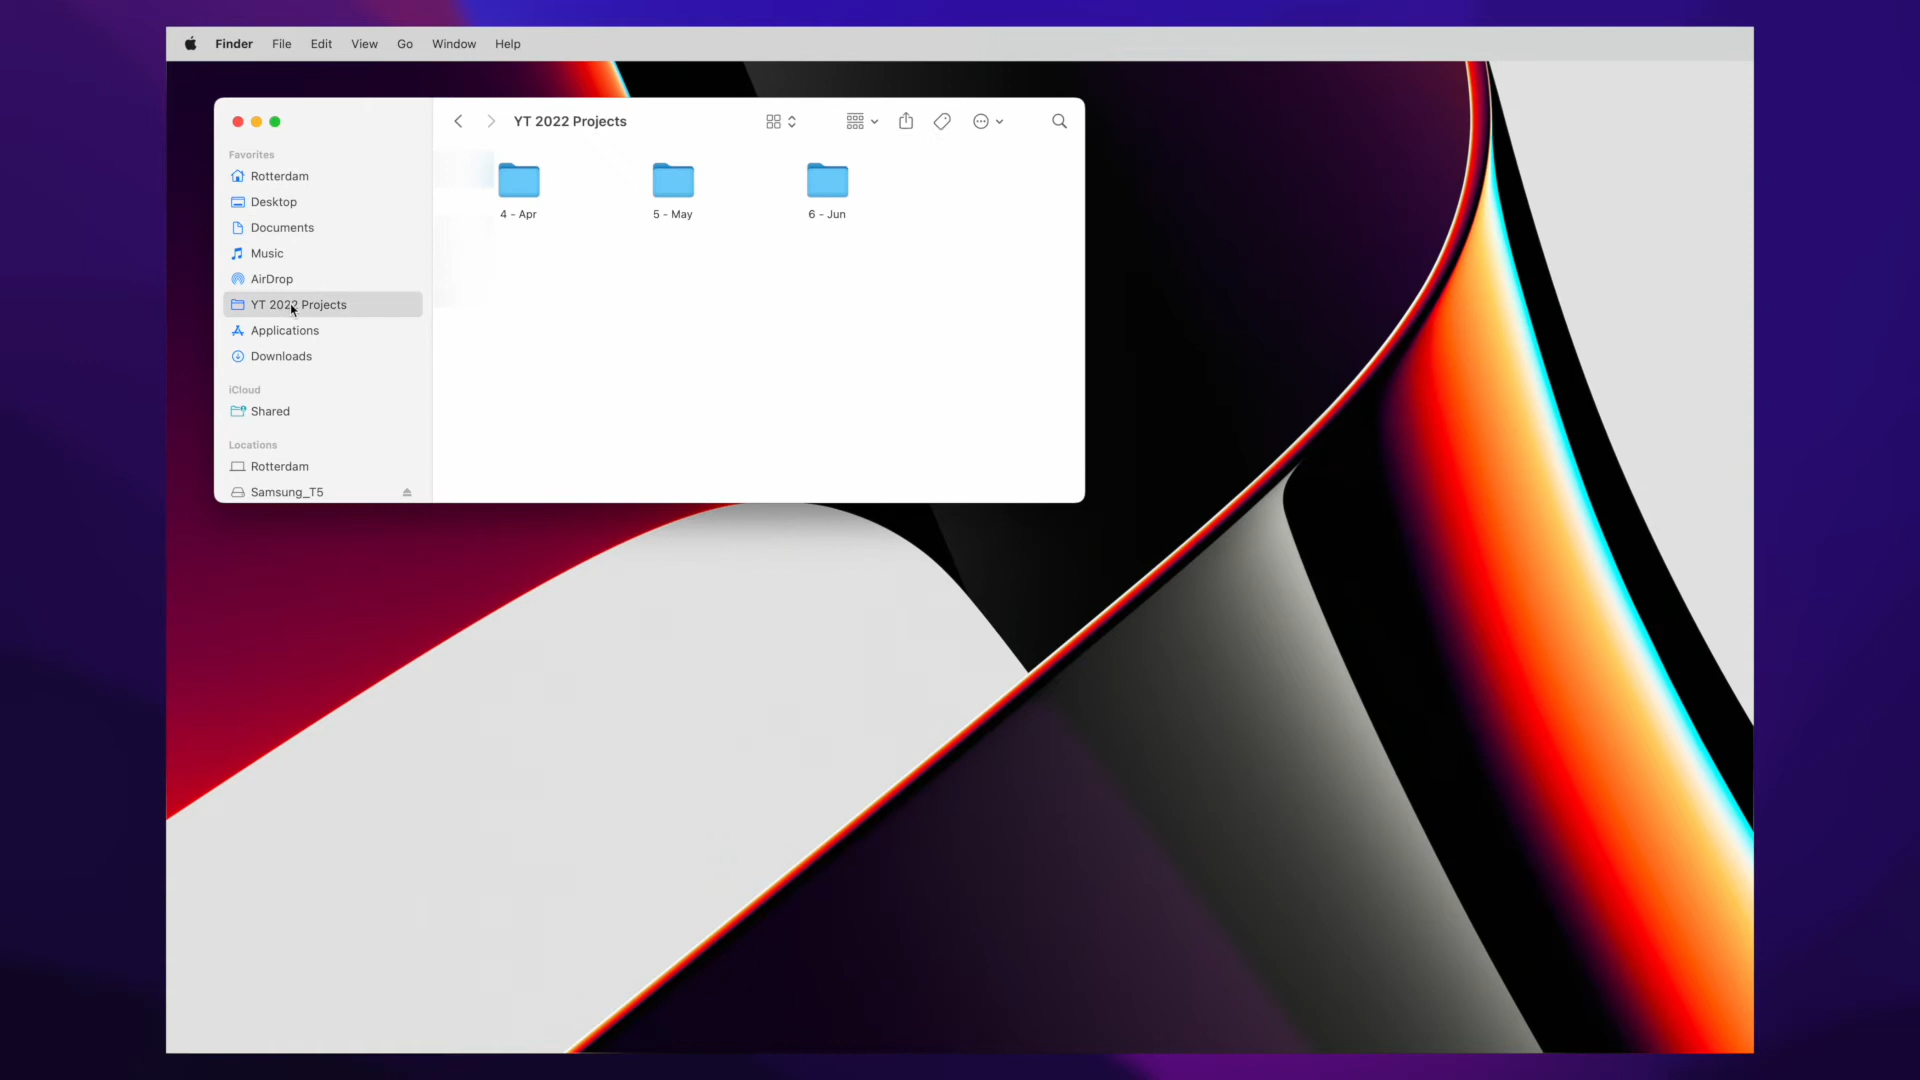 Finder File Edit View Go Window Help
YT 2022 Projects
Favorites
Rotterdam
Desktop
Documents
Music
AirDrop
YT 2022 Projects
Applications
Downloads
iCloud
Shared
Locations
Rotterdam
Samsung_T5
4 - Apr 5 - May 6 - Jun